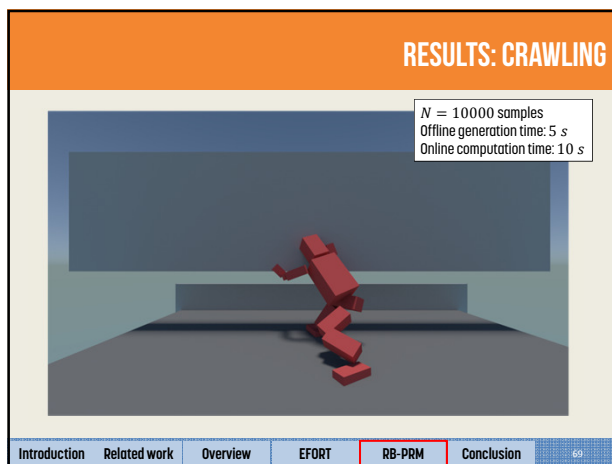 RESULTS: CRAWLING
N = 10000 samples
Offline generation time: 5 s
Online computation time: 10 s
Introduction Related work Overview EFORT RB-PRM Conclusion 69